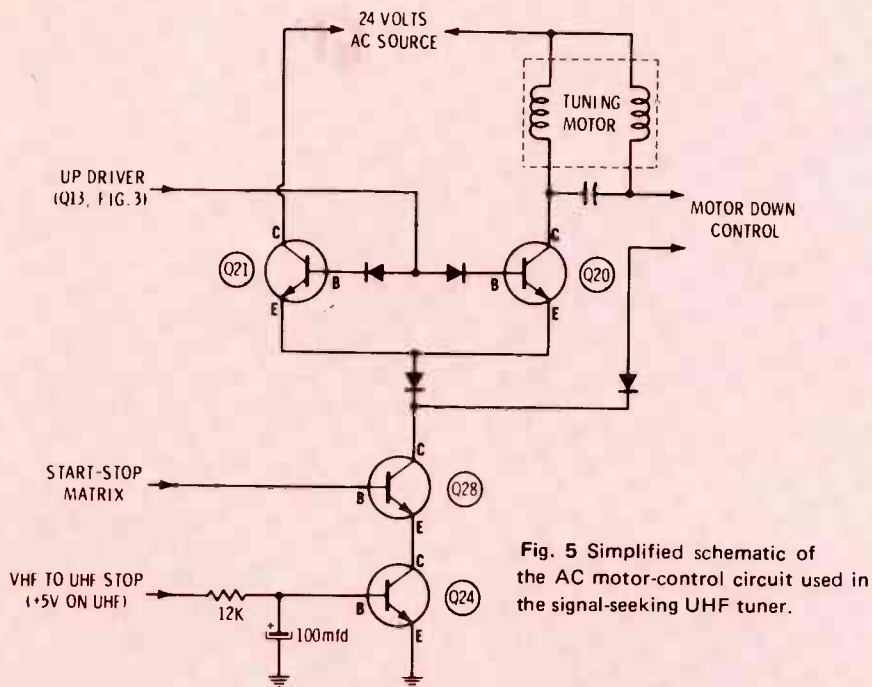 24 VOLTS
AC SOURCE
TUNING
MOTOR
UP DRIVER
(Q13, FIG. 3)
MOTOR DOWN
CONTROL
C
C
Q21
B
B
Q20
E
E
C
START-STOP
MATRIX
B
Q28
E
C
VHF TO UHF STOP
(+5V ON UHF)
12K
B
Q24
+
100mfd
E
Fig. 5 Simplified schematic of
the AC motor-control circuit used in
the signal-seeking UHF tuner.